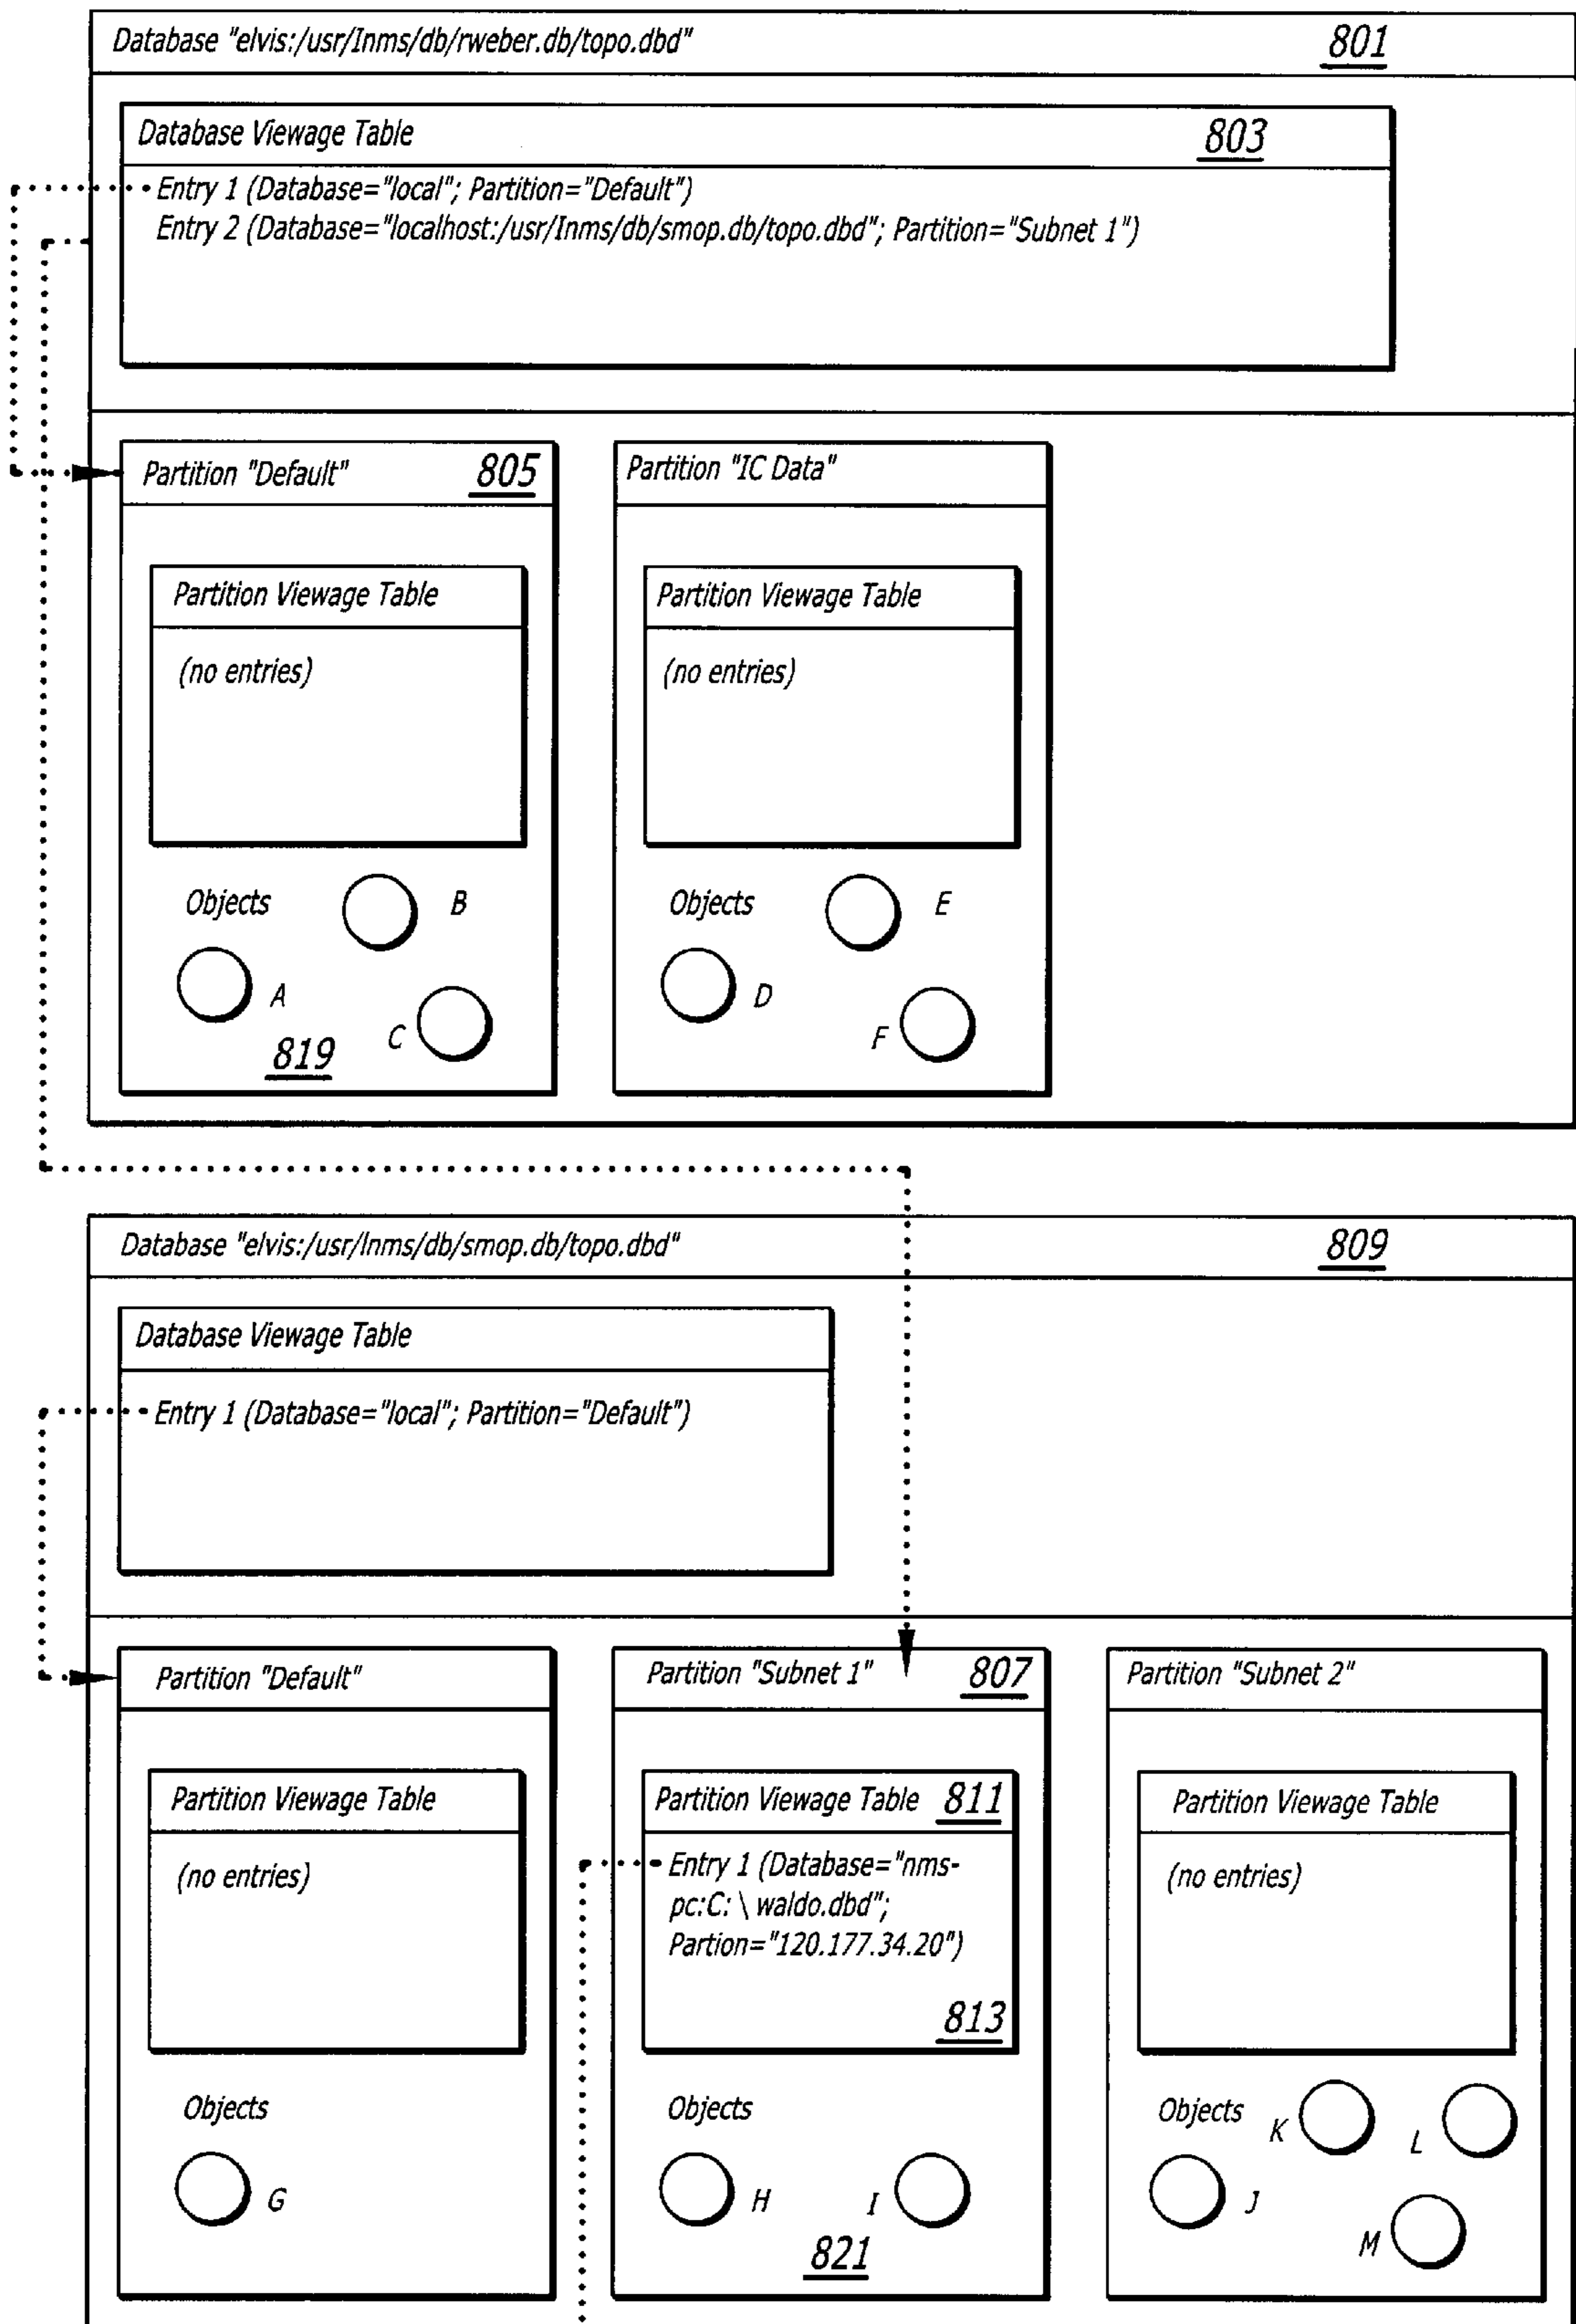 Database "elvis:/usr/lnms/db/rweber.db/topo.dbd" 801
Database Viewage Table 803
Entry 1 (Database="local"; Partition="Default")
Entry 2 (Database="localhost:/usr/lnms/db/smop.db/topo.dbd"; Partition="Subnet 1")
Partition "Default" 805
Partition Viewage Table
(no entries)
Objects B
A
C
819
Partition "IC Data"
Partition Viewage Table
(no entries)
Objects E
D
F
Database "elvis:/usr/lnms/db/smop.db/topo.dbd" 809
Database Viewage Table
Entry 1 (Database="local"; Partition="Default")
Partition "Default"
Partition Viewage Table
(no entries)
Objects
G
Partition "Subnet 1" 807
Partition Viewage Table 811
Entry 1 (Database="nms-
pc:C: \ waldo.dbd";
Partion="120.177.34.20")
813
Objects
H I
821
Partition "Subnet 2"
Partition Viewage Table
(no entries)
Objects K L
J
M